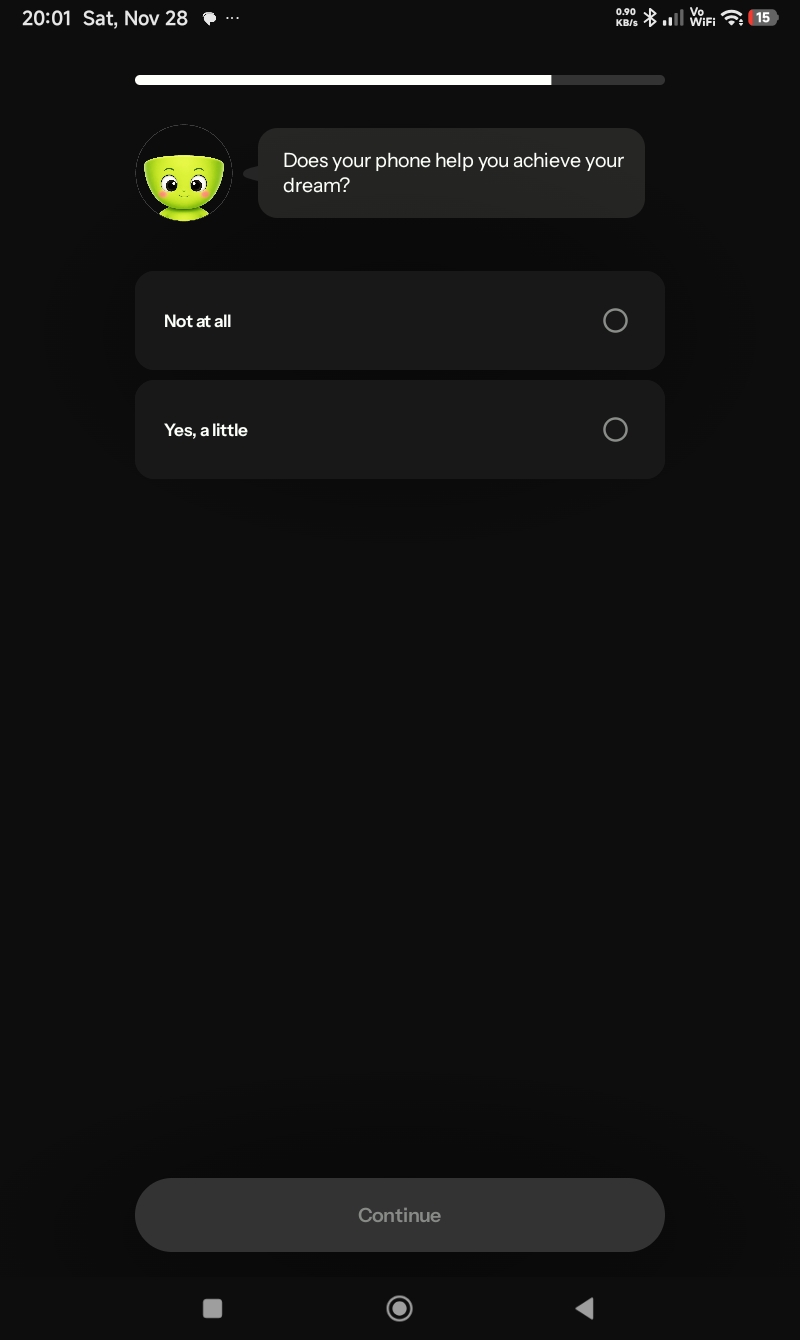 20:01 Sat, Nov 28 ... 0.90 KB/s Vo WiFi 15
Does your phone help you achieve your
dream?
Not at all
Yes, a little
Continue